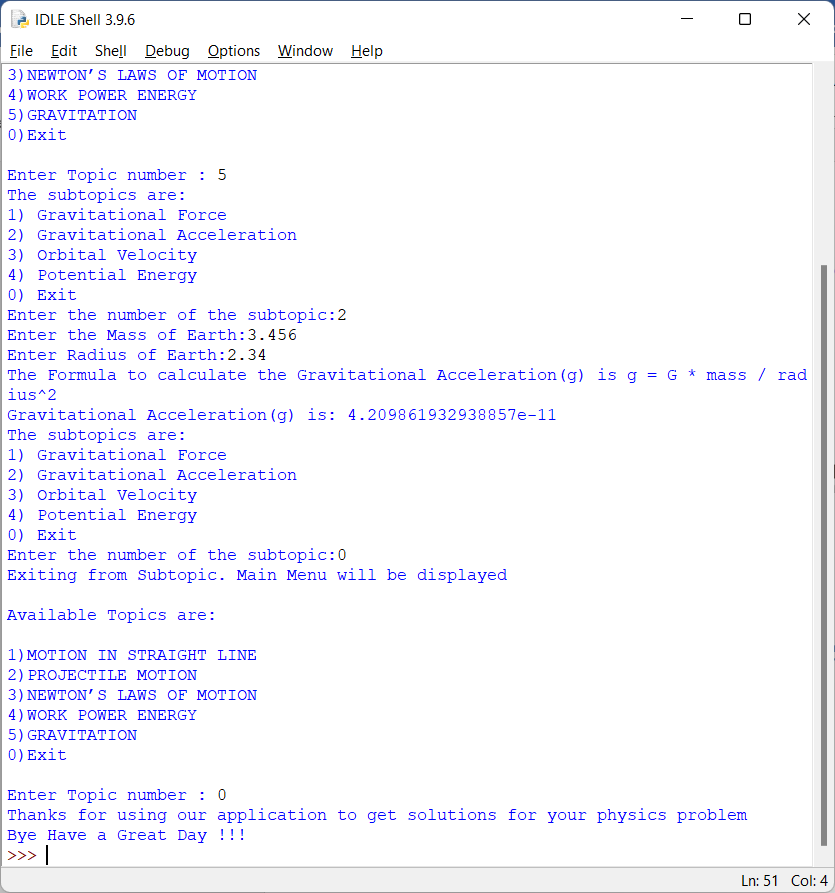 IDLE Shell 3.9.6
File Edit Shell Debug Options Window Help
3)NEWTON’S LAWS OF MOTION
4)WORK POWER ENERGY
5)GRAVITATION
0)Exit
Enter Topic number : 5
The subtopics are:
1) Gravitational Force
2) Gravitational Acceleration
3) Orbital Velocity
4) Potential Energy
0) Exit
Enter the number of the subtopic:2
Enter the Mass of Earth:3.456
Enter Radius of Earth:2.34
The Formula to calculate the Gravitational Acceleration(g) is g = G * mass / rad
ius^2
Gravitational Acceleration(g) is: 4.209861932938857e-11
The subtopics are:
1) Gravitational Force
2) Gravitational Acceleration
3) Orbital Velocity
4) Potential Energy
0) Exit
Enter the number of the subtopic:0
Exiting from Subtopic. Main Menu will be displayed
Available Topics are:
1)MOTION IN STRAIGHT LINE
2)PROJECTILE MOTION
3)NEWTON’S LAWS OF MOTION
4)WORK POWER ENERGY
5)GRAVITATION
0)Exit
Enter Topic number : 0
Thanks for using our application to get solutions for your physics problem
Bye Have a Great Day !!!
>>>
Ln: 51 Col: 4